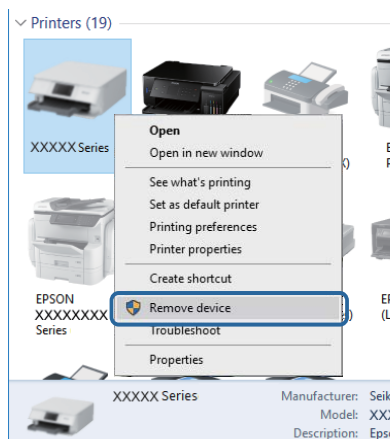 Printers (19)
XXXXX Series
Open
Open in new window
See what's printing
Set as default printer
Printing preferences
Printer properties
Create shortcut
Remove device
Troubleshoot
Properties
EPSON
XXXXXXXX
Series
XXXXX Series
Manufacturer:
Model:
Description: